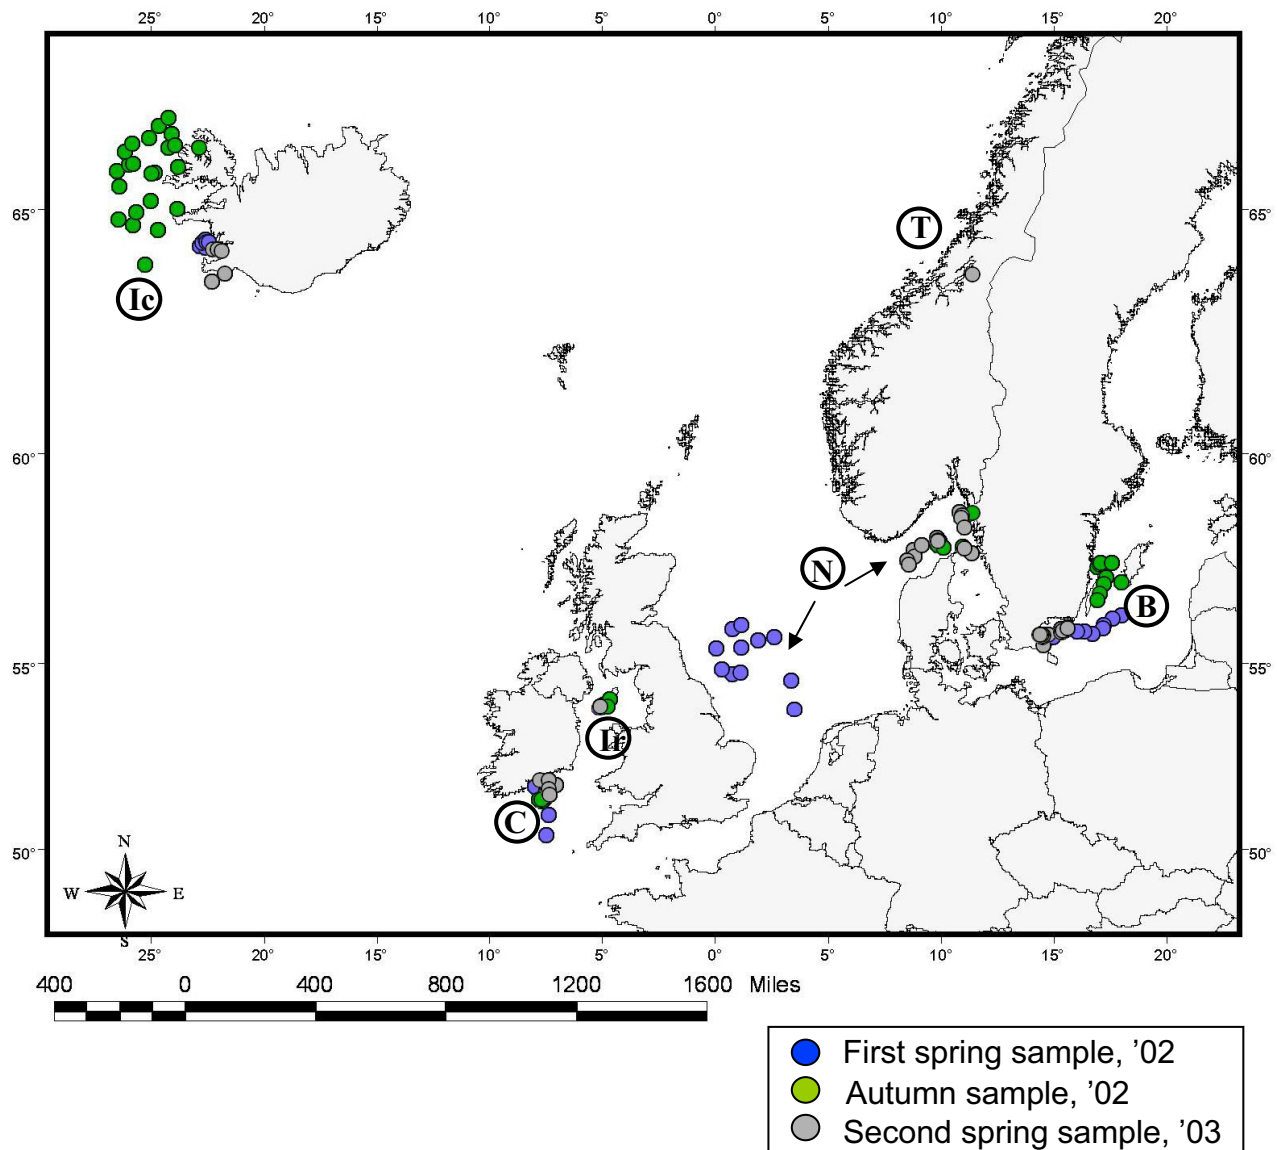 25° 20° 15° 10° 5° 0° 5° 10° 15° 20°
65° 65°
T
Ic
60° 60°
N
B
55° 55°
Ir
C
50° 50°
N
W E
S
25° 20° 15° 10° 5° 0° 5° 10° 15° 20°
400 0 400 800 1200 1600 Miles
First spring sample, ’02
Autumn sample, ’02
Second spring sample, ’03